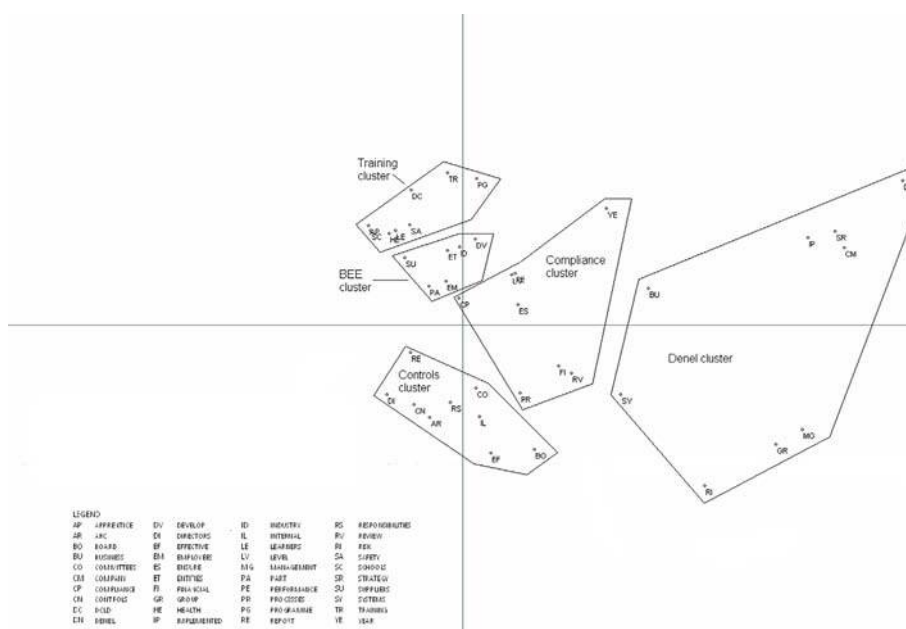 Training
cluster
TR
PG
DC
SA
SC
LE
YE
DV
ET
ID
SU
BEE
cluster
PA
EM
CP
Compliance
cluster
ES
SR
IP
CM
BU
Denel cluster
RE
Controls
cluster
FI
RV
PR
CO
DI
CN
RS
AR
IL
SY
EF
BO
MG
GR
RI
LEGEND
AP APPRENTICE DV DEVELOP ID INDUSTRY RS RESPONSIBILITIES
AR ARC DI DIRECTORS IL INTERNAL RV REVIEW
BO BOARD EF EFFECTIVE LE LEARNERS RI RISK
BU BUSINESS EM EMPLOYEES LV LEVEL SA SAFETY
CO COMMITTEES ES ENSURE MG MANAGEMENT SC SCHOOLS
CM COMPANY ET ENTITIES PA PART SR STRATEGY
CP COMPLIANCE FI FINANCIAL PE PERFORMANCE SU SUPPLIERS
CN CONTROLS GR GROUP PR PROCESSES SY SYSTEMS
DC DCLD HE HEALTH PG PROGRAMME TR TRAINING
DN DENEL IP IMPLEMENTED RE REPORT YE YEAR